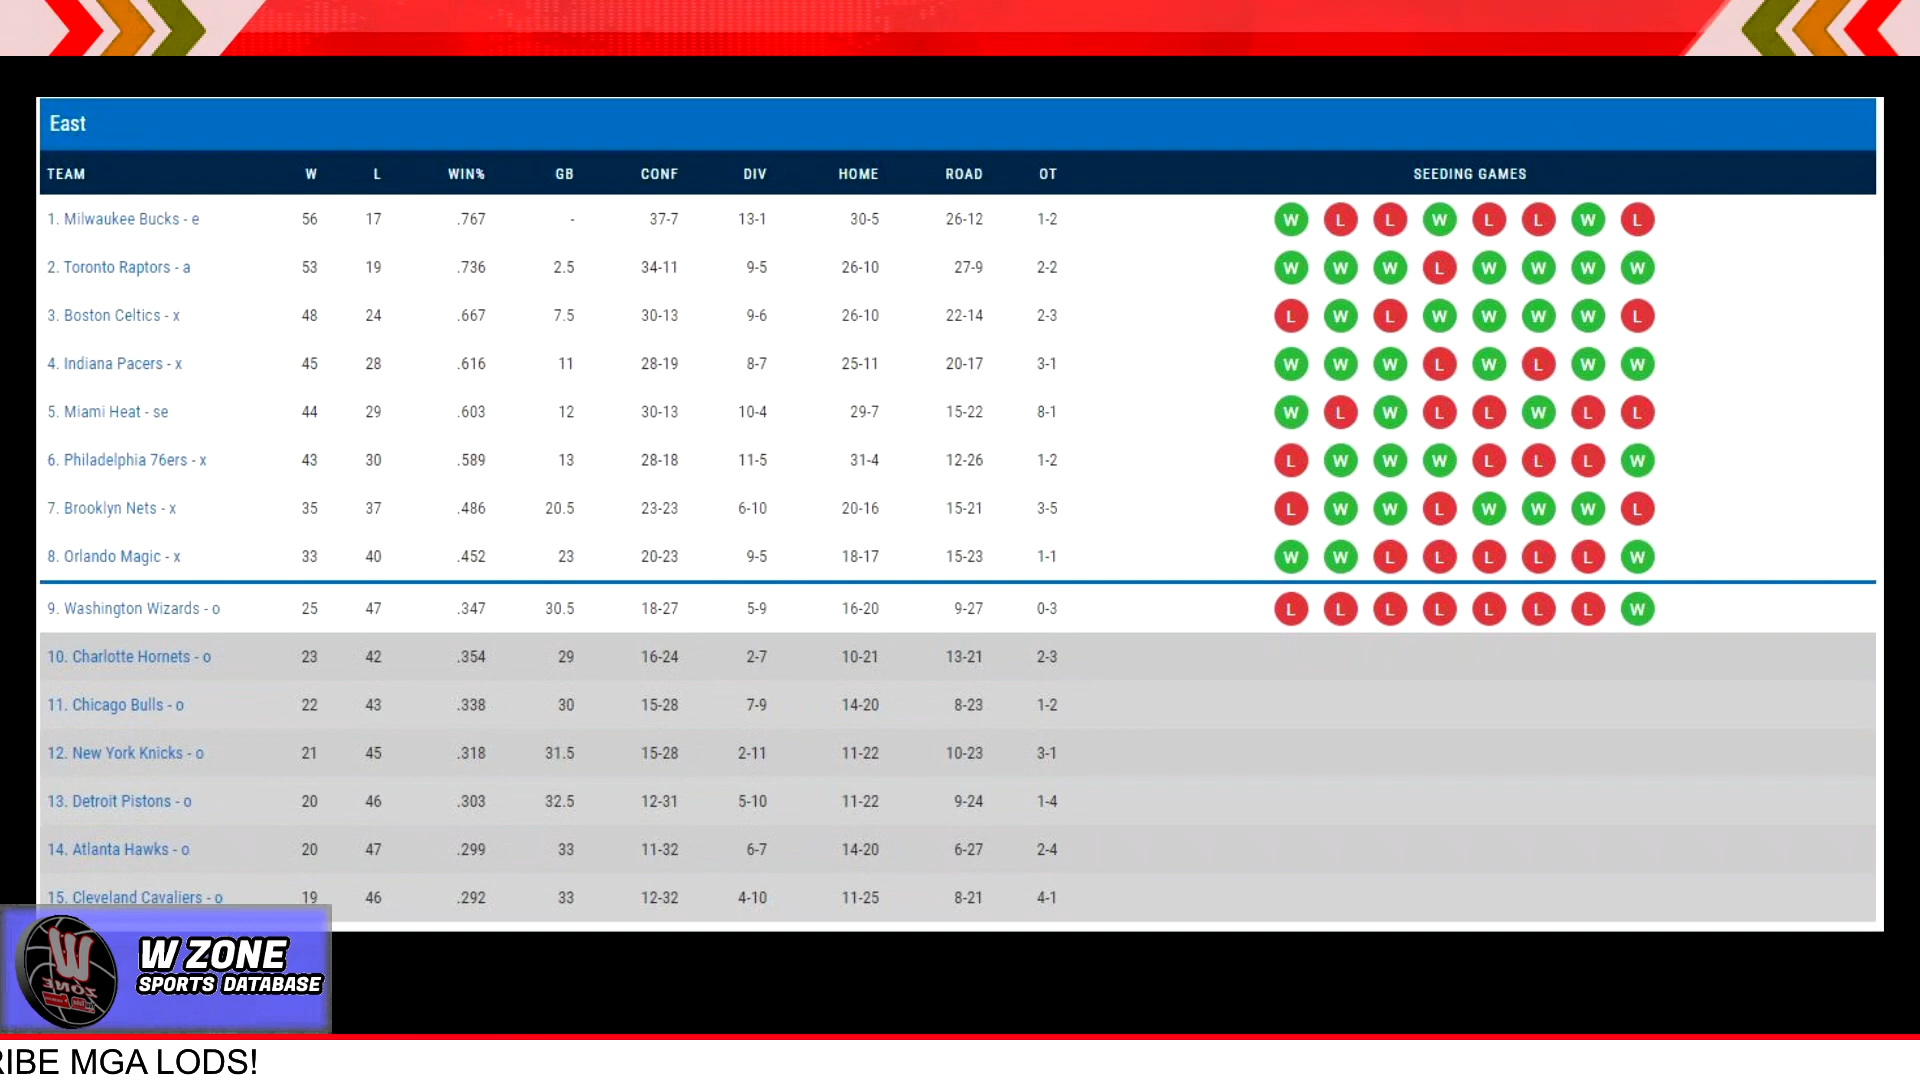 East
TEAM W L WIN% GB CONF DIV HOME ROAD OT SEEDING GAMES
1. Milwaukee Bucks - e 56 17 .767 - 37-7 13-1 30-5 26-12 1-2 W L L W L L W L
2. Toronto Raptors - a 53 19 .736 2.5 34-11 9-5 26-10 27-9 2-2 W W W L W W W W
3. Boston Celtics - x 48 24 .667 7.5 30-13 9-6 26-10 22-14 2-3 L W L W W W W L
4. Indiana Pacers - x 45 28 .616 11 28-19 8-7 25-11 20-17 3-1 W W W L W L W W
5. Miami Heat - se 44 29 .603 12 30-13 10-4 29-7 15-22 8-1 W L W L L W L L
6. Philadelphia 76ers - x 43 30 .589 13 28-18 11-5 31-4 12-26 1-2 L W W W L L L W
7. Brooklyn Nets - x 35 37 .486 20.5 23-23 6-10 20-16 15-21 3-5 L W W L W W W L
8. Orlando Magic - x 33 40 .452 23 20-23 9-5 18-17 15-23 1-1 W W L L L L L W
9. Washington Wizards - o 25 47 .347 30.5 18-27 5-9 16-20 9-27 0-3 L L L L L L L W
10. Charlotte Hornets - o 23 42 .354 29 16-24 2-7 10-21 13-21 2-3
11. Chicago Bulls - o 22 43 .338 30 15-28 7-9 14-20 8-23 1-2
12. New York Knicks - o 21 45 .318 31.5 15-28 2-11 11-22 10-23 3-1
13. Detroit Pistons - o 20 46 .303 32.5 12-31 5-10 11-22 9-24 1-4
14. Atlanta Hawks - o 20 47 .299 33 11-32 6-7 14-20 6-27 2-4
15. Cleveland Cavaliers - o 19 46 .292 33 12-32 4-10 11-25 8-21 4-1
W ZONE
SPORTS DATABASE
RIBE MGA LODS!